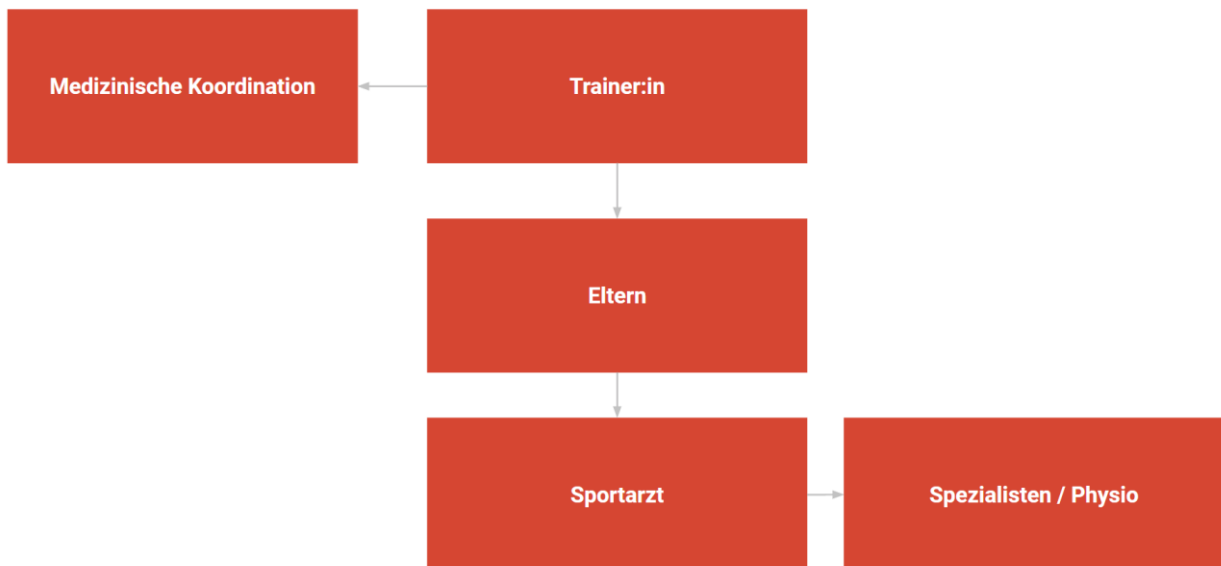 Medizinische Koordination
Trainer:in
Eltern
Sportarzt
Spezialisten / Physio